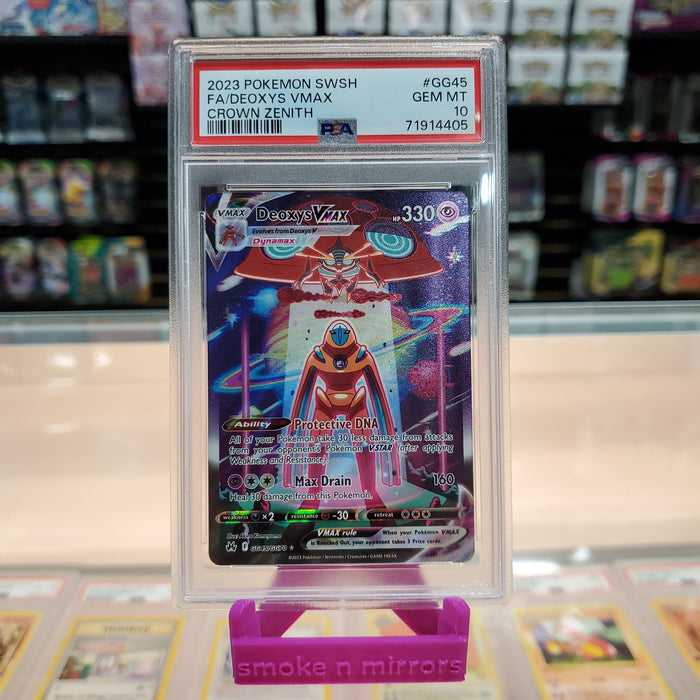 2023 POKEMON SWSH #GG45
FA/DEOXYS VMAX GEM MT
CROWN ZENITH 10
PSA 71914405
VMAX Deoxys VMAX HP 330
Evolves from Deoxys V
Dynamax
Ability Protective DNA
All of your Pokémon take 30 less damage from attacks
from your opponent's Pokémon VSTAR (after applying
Weakness and Resistance).
Max Drain 160
Heal 30 damage from this Pokémon.
weakness ×2 resistance -30 retreat
VMAX rule When your Pokémon VMAX
is Knocked Out, your opponent takes 3 Prize cards.
GG45/GG70
©2023 Pokémon / Nintendo / Creatures / GAME FREAK
smoke n mirrors